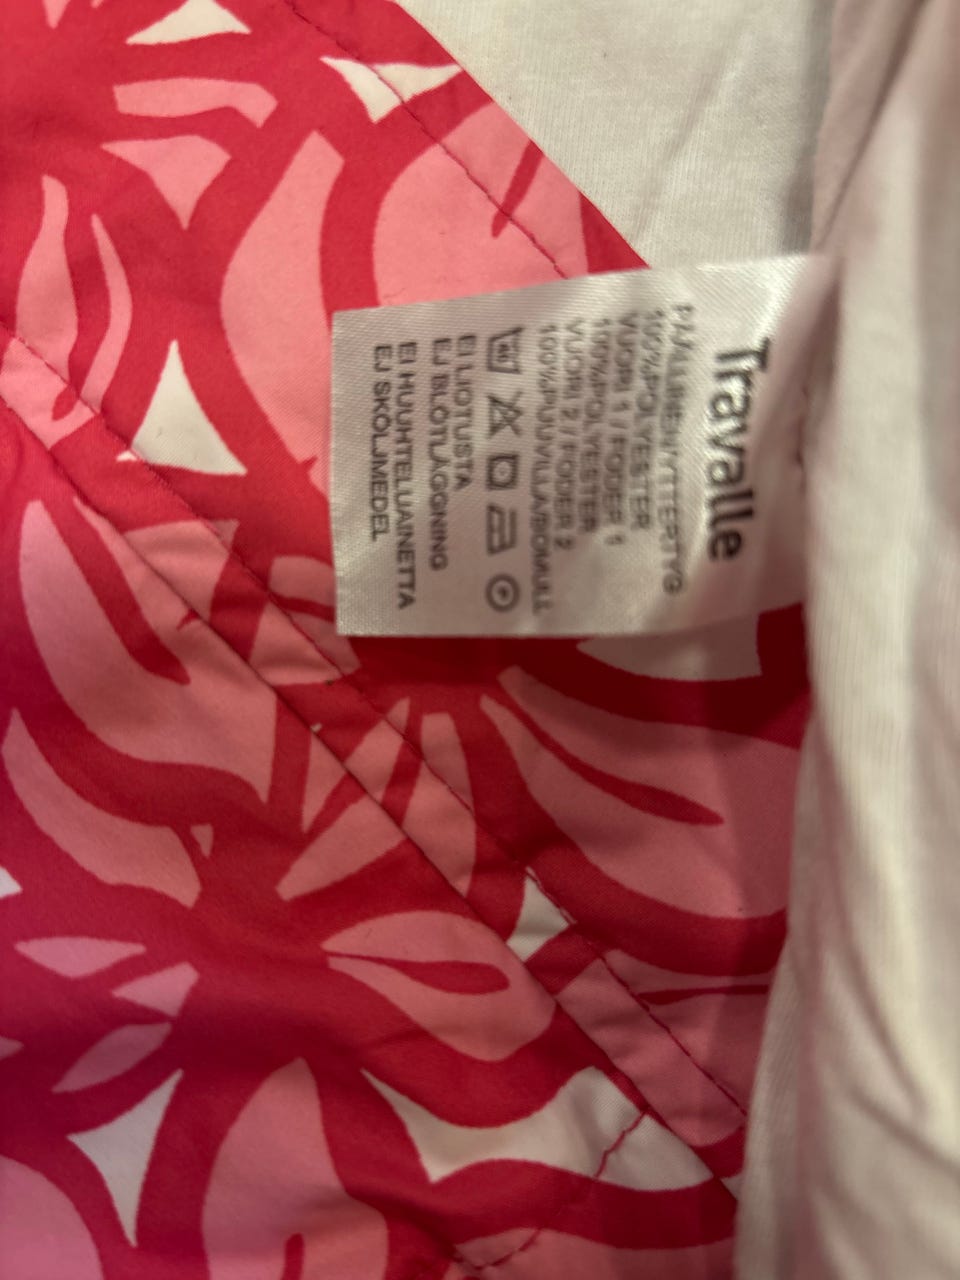 Travalle
PÄÄLLINEN/YTTERTYG
100%POLYESTER
VUORI 1 / FODER 1
100%POLYESTER
VUORI 2 / FODER 2
100%PUUVILLA/BOMULL
40
P
EI LIOTUSTA
EJ BLÖTLÄGGNING
EI HUUHTELUAINETTA
EJ SKÖLJMEDEL